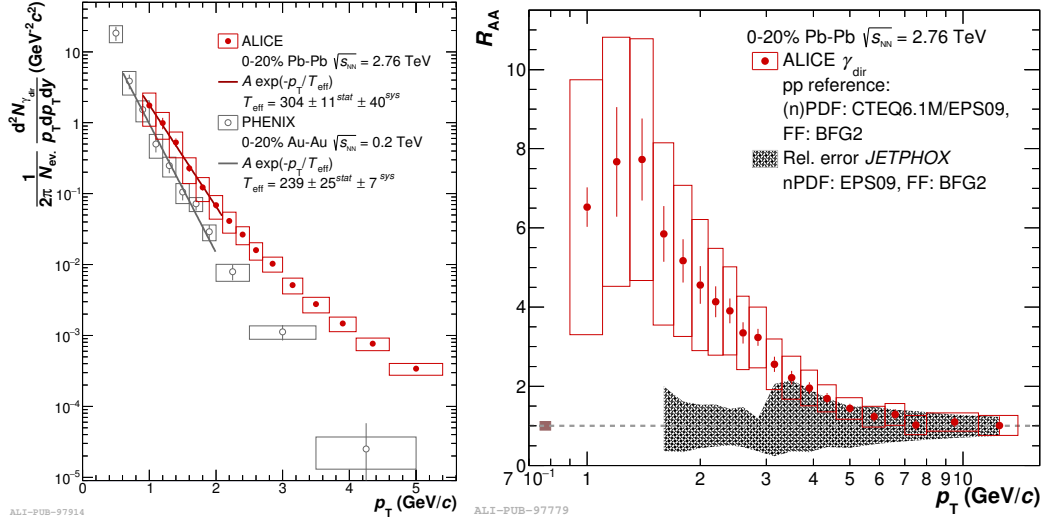 1/2π N_ev. d²N_γdir/p_T dp_T dy (GeV⁻²c²)
10
1
10⁻¹
10⁻²
10⁻³
10⁻⁴
10⁻⁵
ALICE
0-20% Pb-Pb √s_NN = 2.76 TeV
A exp(-p_T/T_eff)
T_eff = 304 ± 11^stat ± 40^sys
PHENIX
0-20% Au-Au √s_NN = 0.2 TeV
A exp(-p_T/T_eff)
T_eff = 239 ± 25^stat ± 7^sys
0 1 2 3 4 5
p_T (GeV/c)
ALI-PUB-97914
R_AA
10
8
6
4
2
0
0-20% Pb-Pb √s_NN = 2.76 TeV
ALICE γ_dir
pp reference:
(n)PDF: CTEQ6.1M/EPS09,
FF: BFG2
Rel. error JETPHOX
nPDF: EPS09, FF: BFG2
7 10⁻¹ 1 2 3 4 5 6 7 8 910
p_T (GeV/c)
ALI-PUB-97779